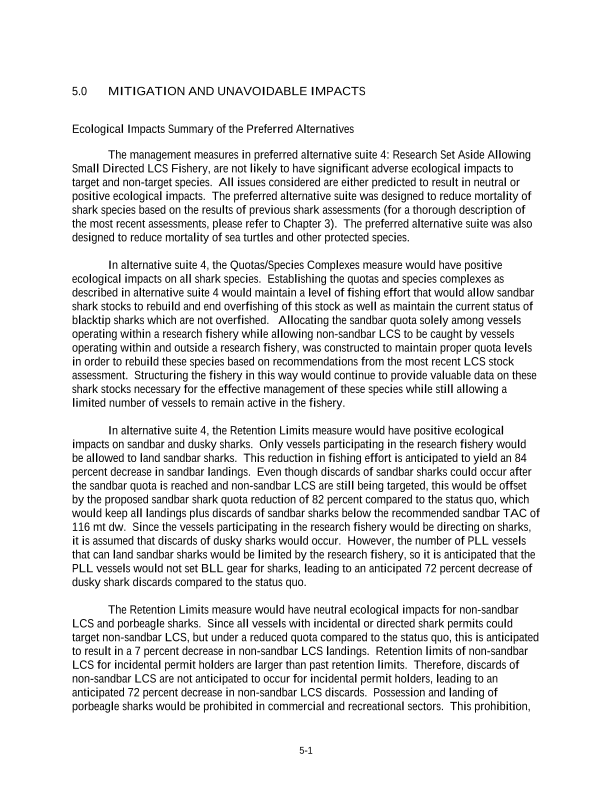 5.0 MITIGATION AND UNAVOIDABLE IMPACTS
Ecological Impacts Summary of the Preferred Alternatives
The management measures in preferred alternative suite 4: Research Set Aside Allowing
Small Directed LCS Fishery, are not likely to have significant adverse ecological impacts to
target and non-target species. All issues considered are either predicted to result in neutral or
positive ecological impacts. The preferred alternative suite was designed to reduce mortality of
shark species based on the results of previous shark assessments (for a thorough description of
the most recent assessments, please refer to Chapter 3). The preferred alternative suite was also
designed to reduce mortality of sea turtles and other protected species.
In alternative suite 4, the Quotas/Species Complexes measure would have positive
ecological impacts on all shark species. Establishing the quotas and species complexes as
described in alternative suite 4 would maintain a level of fishing effort that would allow sandbar
shark stocks to rebuild and end overfishing of this stock as well as maintain the current status of
blacktip sharks which are not overfished. Allocating the sandbar quota solely among vessels
operating within a research fishery while allowing non-sandbar LCS to be caught by vessels
operating within and outside a research fishery, was constructed to maintain proper quota levels
in order to rebuild these species based on recommendations from the most recent LCS stock
assessment. Structuring the fishery in this way would continue to provide valuable data on these
shark stocks necessary for the effective management of these species while still allowing a
limited number of vessels to remain active in the fishery.
In alternative suite 4, the Retention Limits measure would have positive ecological
impacts on sandbar and dusky sharks. Only vessels participating in the research fishery would
be allowed to land sandbar sharks. This reduction in fishing effort is anticipated to yield an 84
percent decrease in sandbar landings. Even though discards of sandbar sharks could occur after
the sandbar quota is reached and non-sandbar LCS are still being targeted, this would be offset
by the proposed sandbar shark quota reduction of 82 percent compared to the status quo, which
would keep all landings plus discards of sandbar sharks below the recommended sandbar TAC of
116 mt dw. Since the vessels participating in the research fishery would be directing on sharks,
it is assumed that discards of dusky sharks would occur. However, the number of PLL vessels
that can land sandbar sharks would be limited by the research fishery, so it is anticipated that the
PLL vessels would not set BLL gear for sharks, leading to an anticipated 72 percent decrease of
dusky shark discards compared to the status quo.
The Retention Limits measure would have neutral ecological impacts for non-sandbar
LCS and porbeagle sharks. Since all vessels with incidental or directed shark permits could
target non-sandbar LCS, but under a reduced quota compared to the status quo, this is anticipated
to result in a 7 percent decrease in non-sandbar LCS landings. Retention limits of non-sandbar
LCS for incidental permit holders are larger than past retention limits. Therefore, discards of
non-sandbar LCS are not anticipated to occur for incidental permit holders, leading to an
anticipated 72 percent decrease in non-sandbar LCS discards. Possession and landing of
porbeagle sharks would be prohibited in commercial and recreational sectors. This prohibition,
5-1